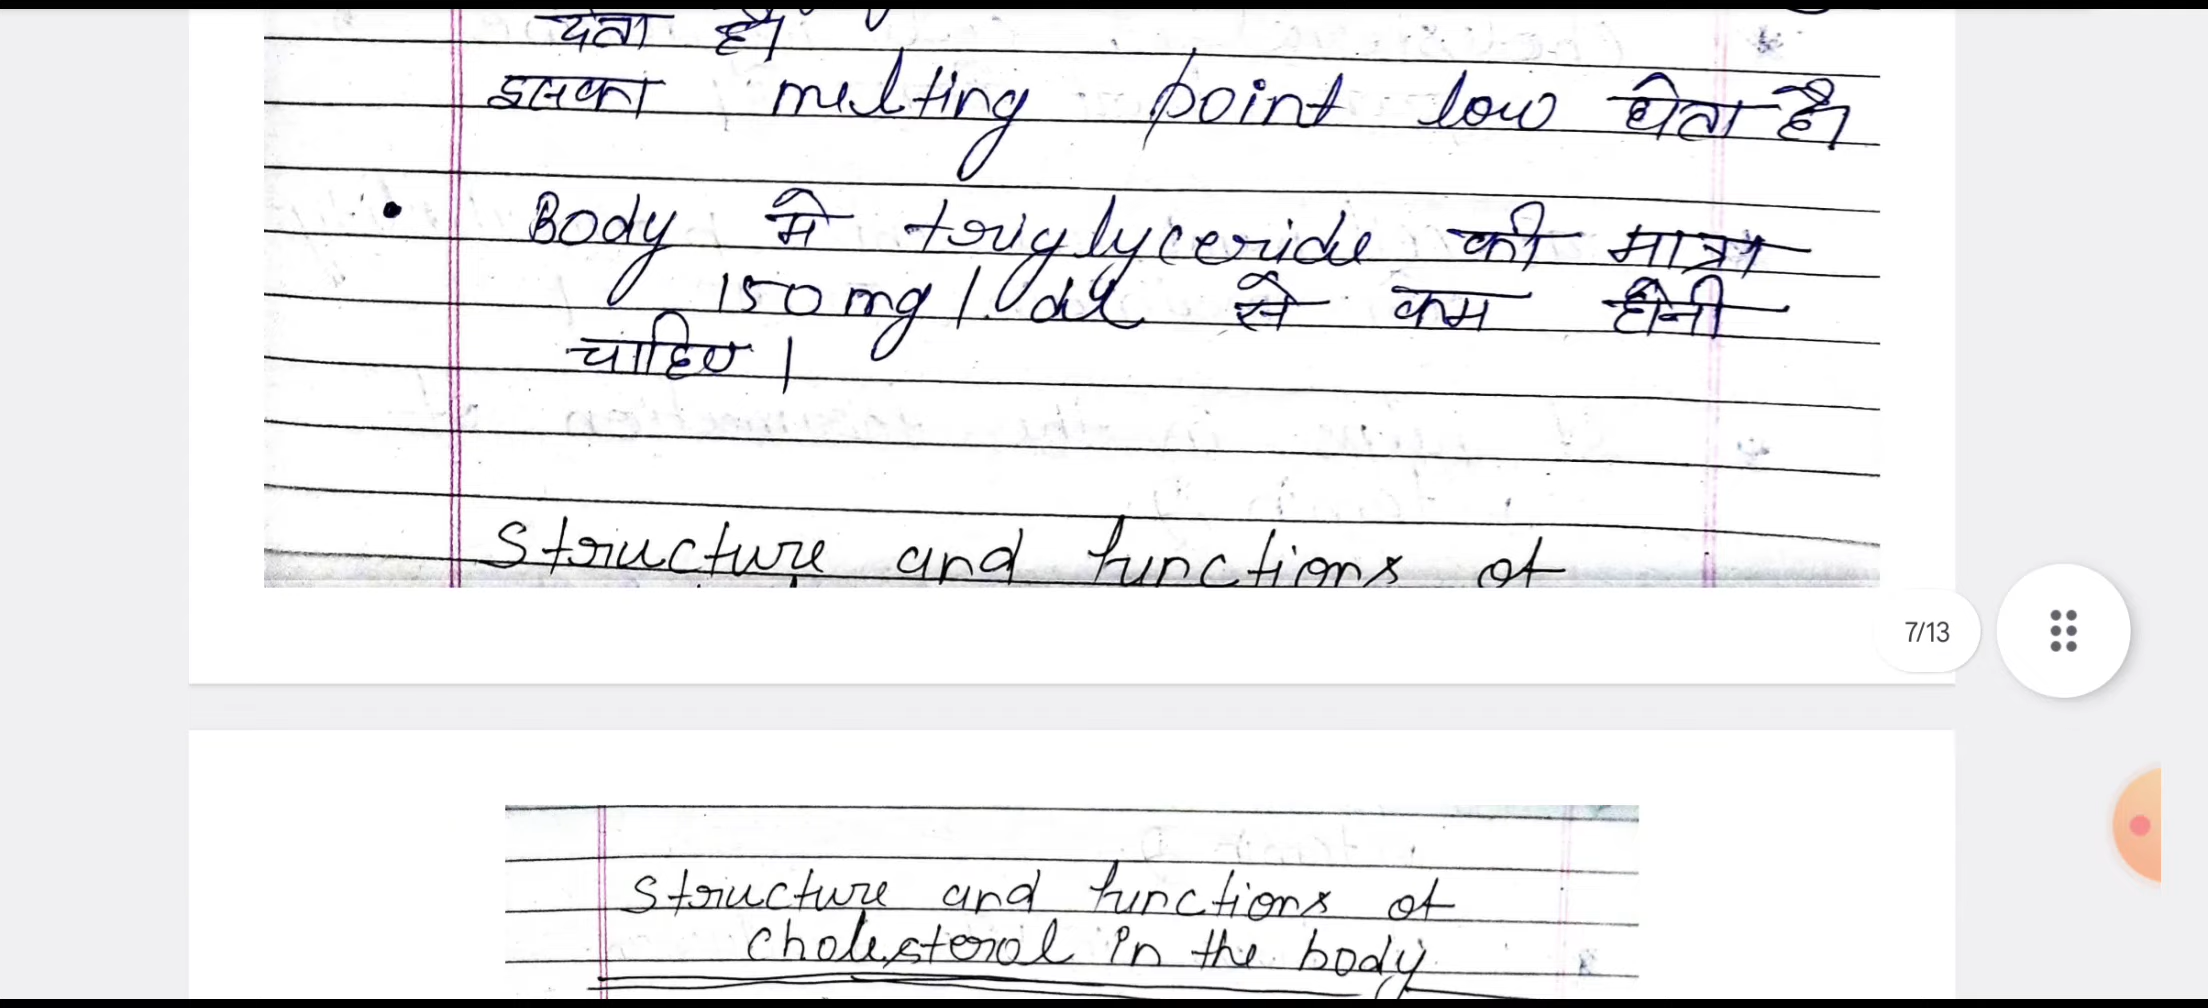 देता है।
इसका melting point low होता है।
• Body में triglyceride की मात्रा
150 mg/dl से कम होनी
चाहिए।
Structure and functions of
7/13
Structure and functions of
cholesterol in the body